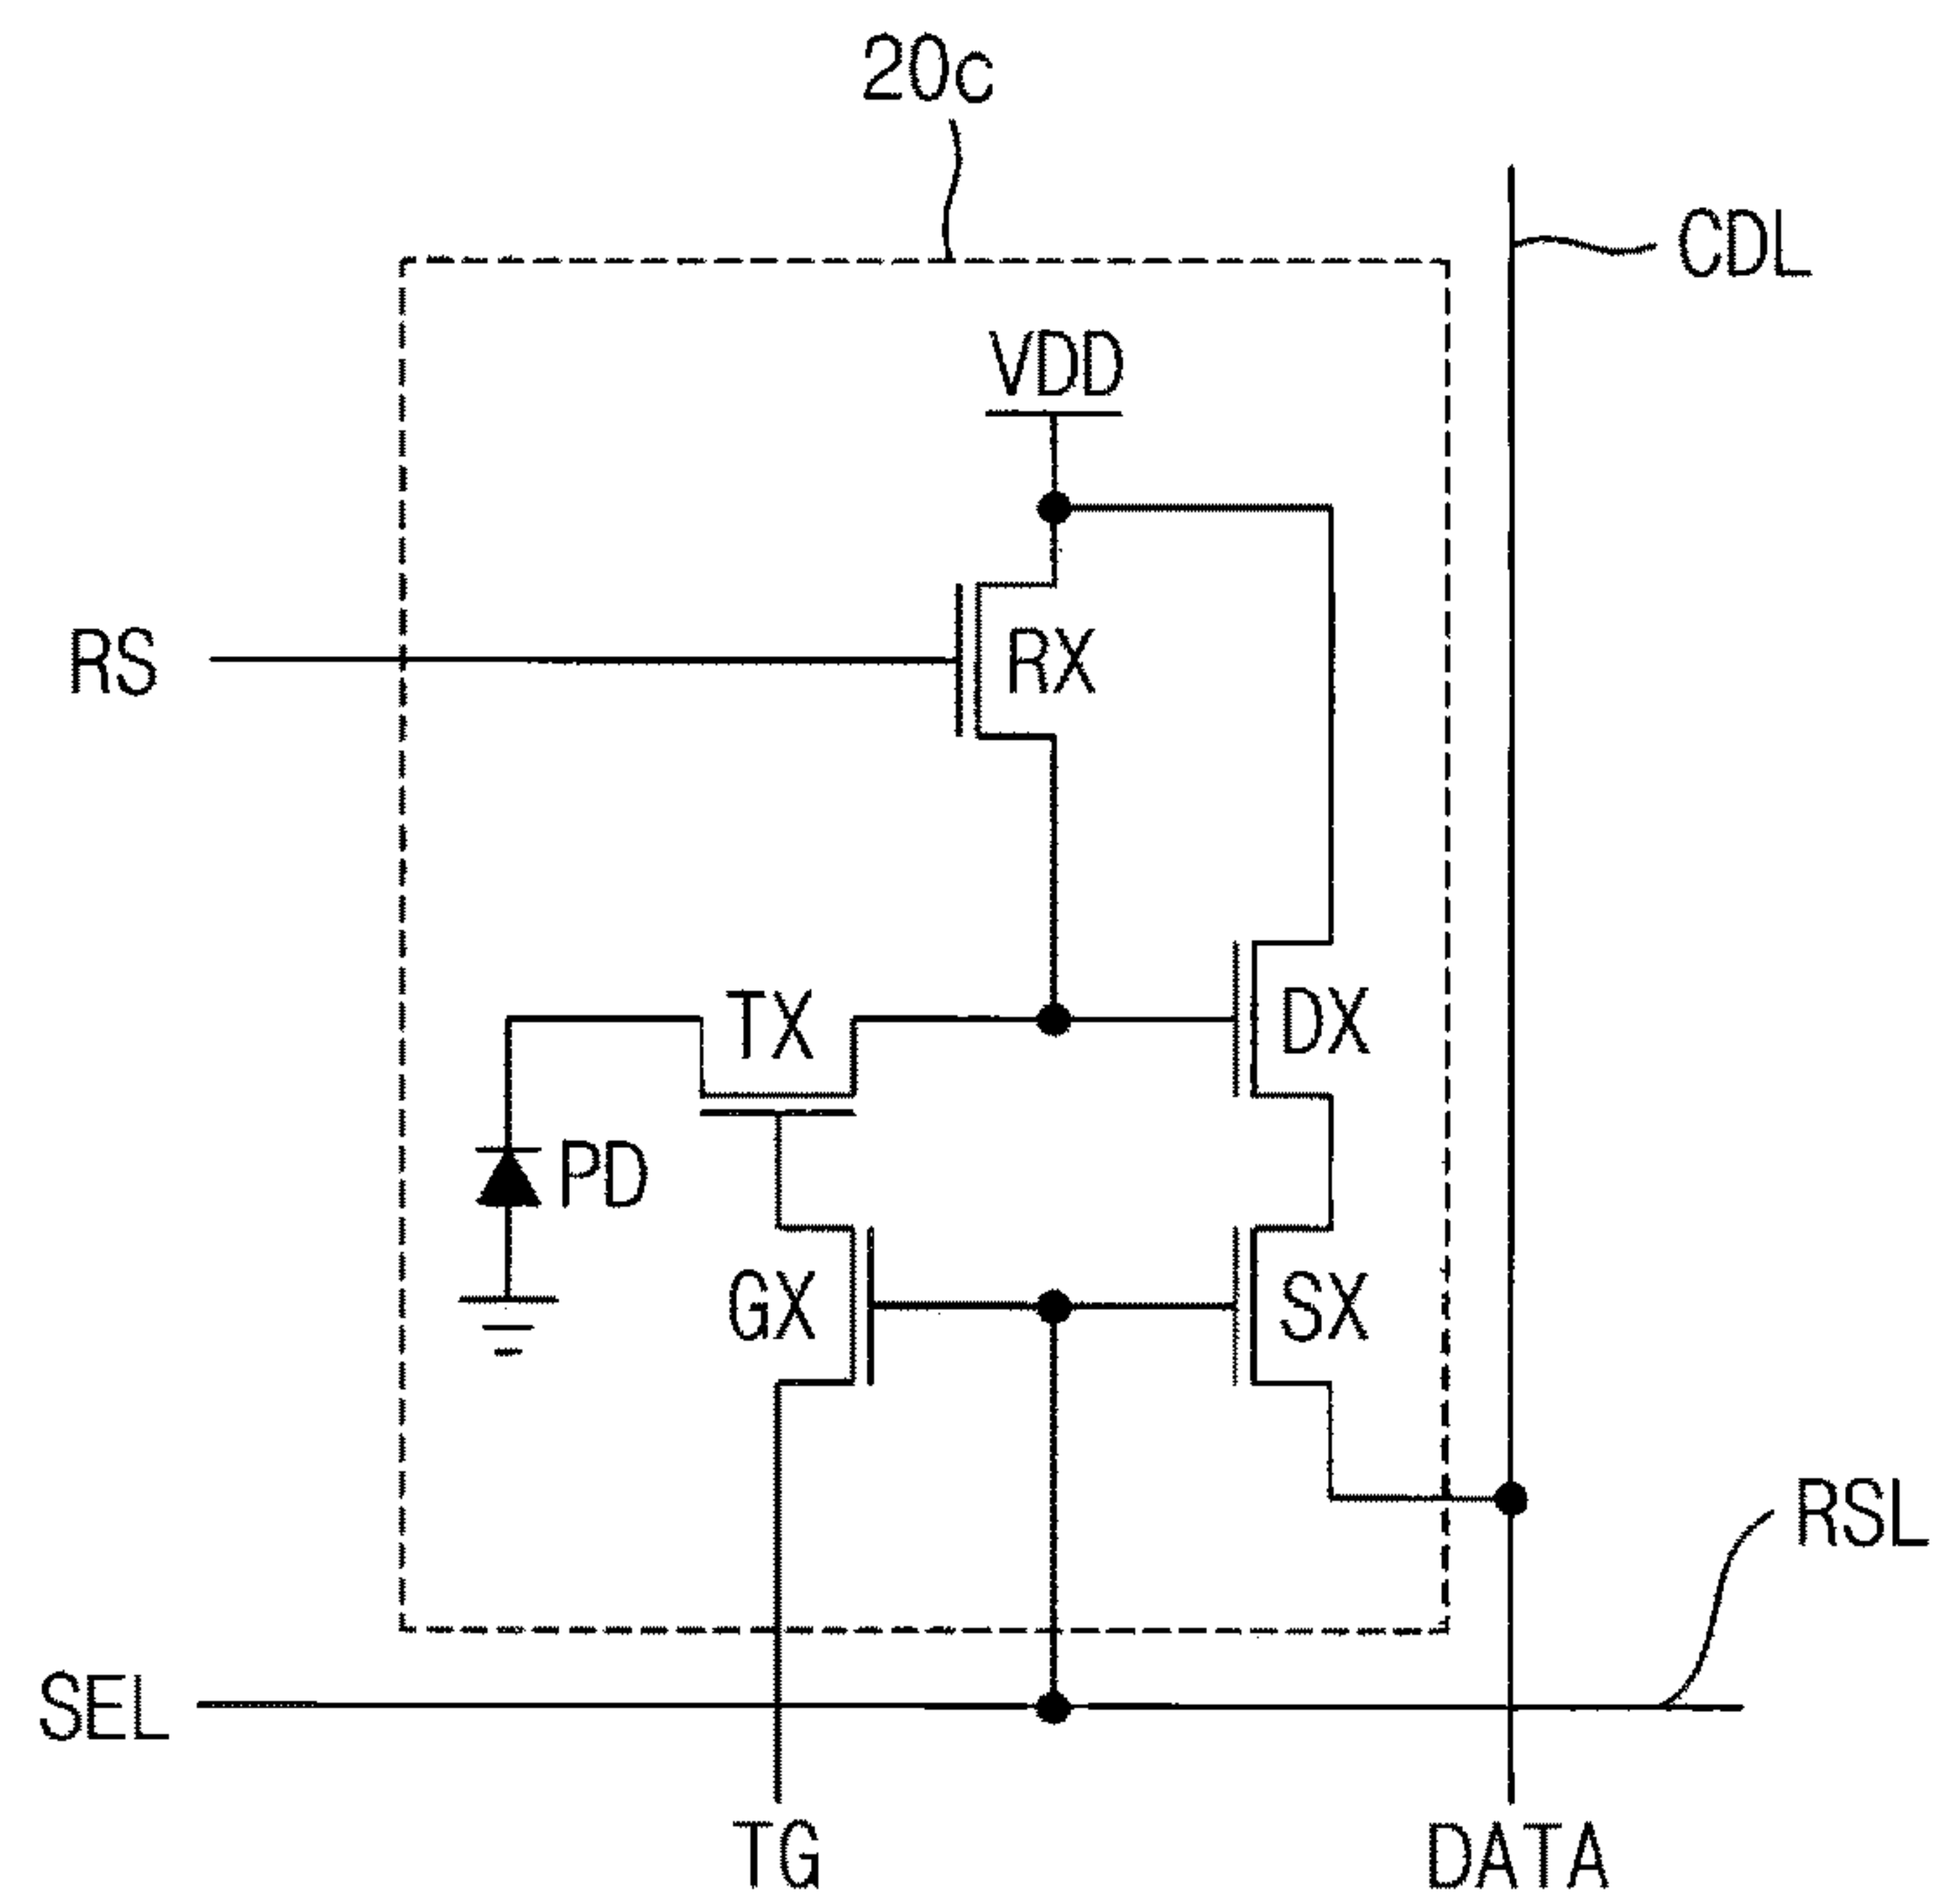 20c
CDL
VDD
RS
RX
TX
DX
PD
GX
SX
RSL
SEL
TG
DATA